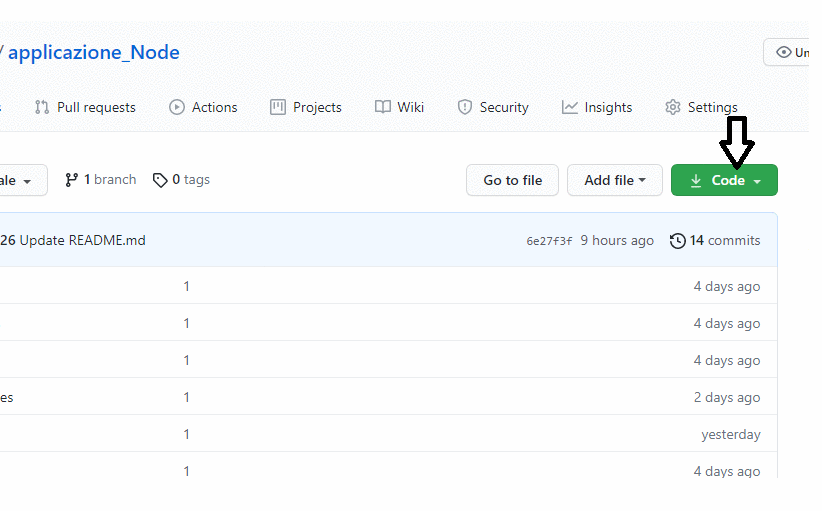 / applicazione_Node
Pull requests Actions Projects Wiki Security Insights Settings
1 branch 0 tags Go to file Add file Code
26 Update README.md 6e27f3f 9 hours ago 14 commits
1 4 days ago
1 4 days ago
1 4 days ago
es 1 2 days ago
1 yesterday
1 4 days ago